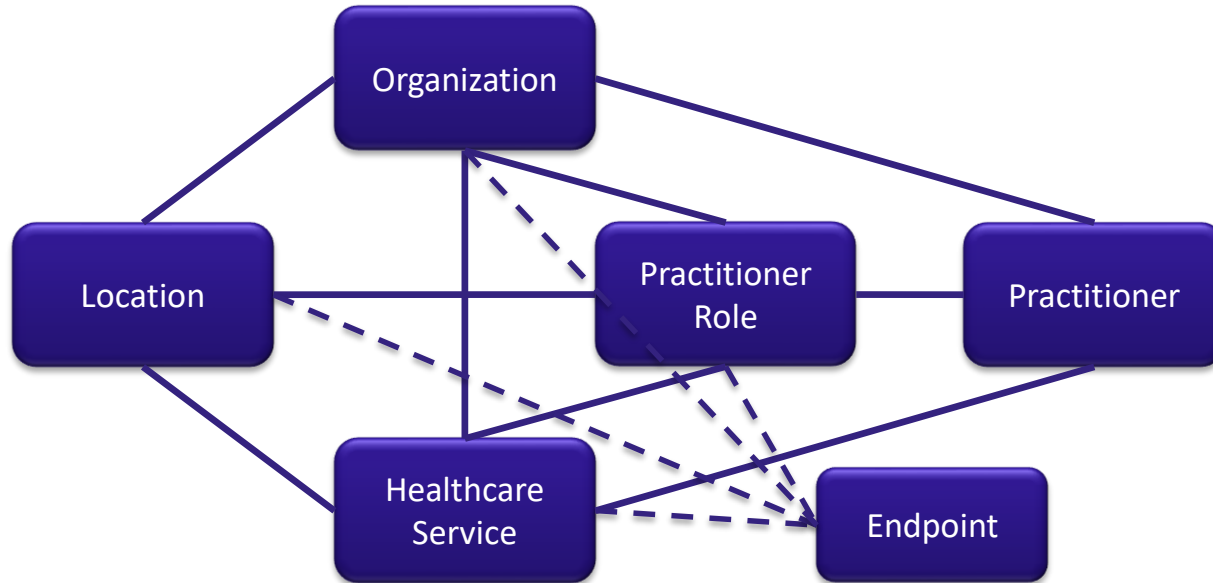 Organization
Location
Practitioner
Role
Practitioner
Healthcare
Service
Endpoint